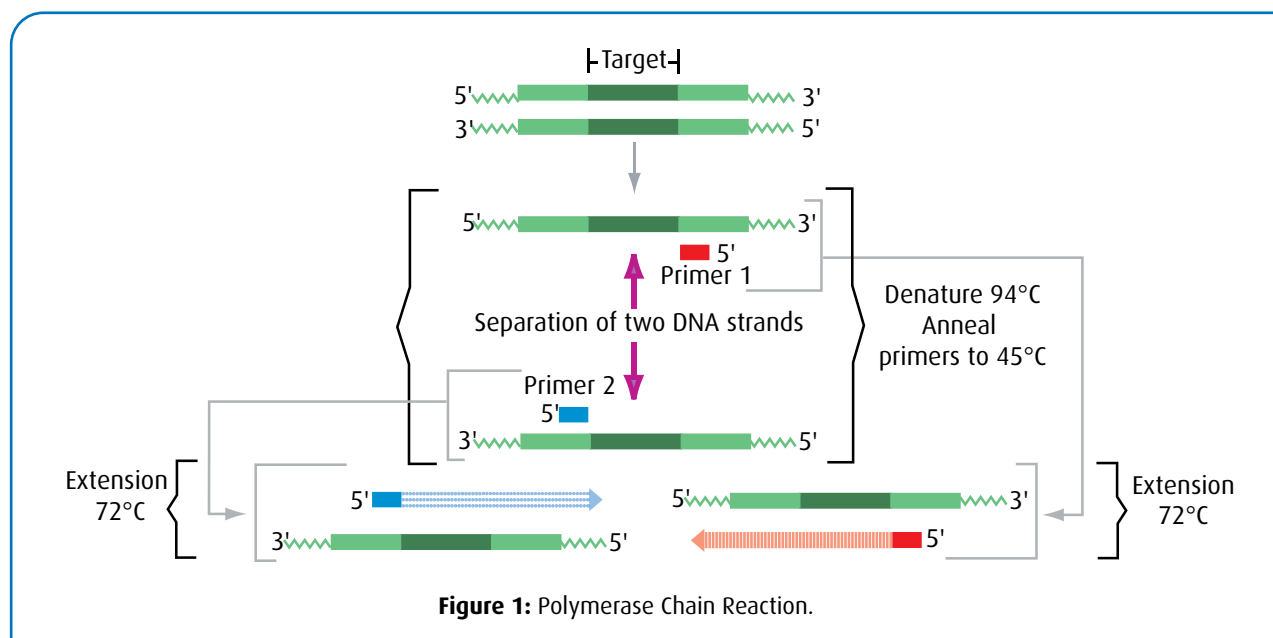 Target
5' 3'
3' 5'
5' 3'
5'
Primer 1
Separation of two DNA strands
Denature 94°C
Anneal
primers to 45°C
Primer 2
5'
3' 5'
Extension
72°C
5'
3' 5'
5' 3'
5'
Extension
72°C
Figure 1: Polymerase Chain Reaction.